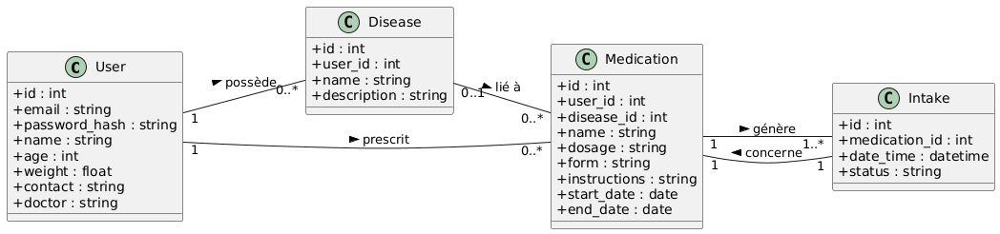 C User
+id : int
+email : string
+password_hash : string
+name : string
+age : int
+weight : float
+contact : string
+doctor : string
possède
1
0..*
C Disease
+id : int
+user_id : int
+name : string
+description : string
lié à
0..1
0..*
prescrit
1
0..*
C Medication
+id : int
+user_id : int
+disease_id : int
+name : string
+dosage : string
+form : string
+instructions : string
+start_date : date
+end_date : date
génère
1
1..*
concerne
1
1
C Intake
+id : int
+medication_id : int
+date_time : datetime
+status : string